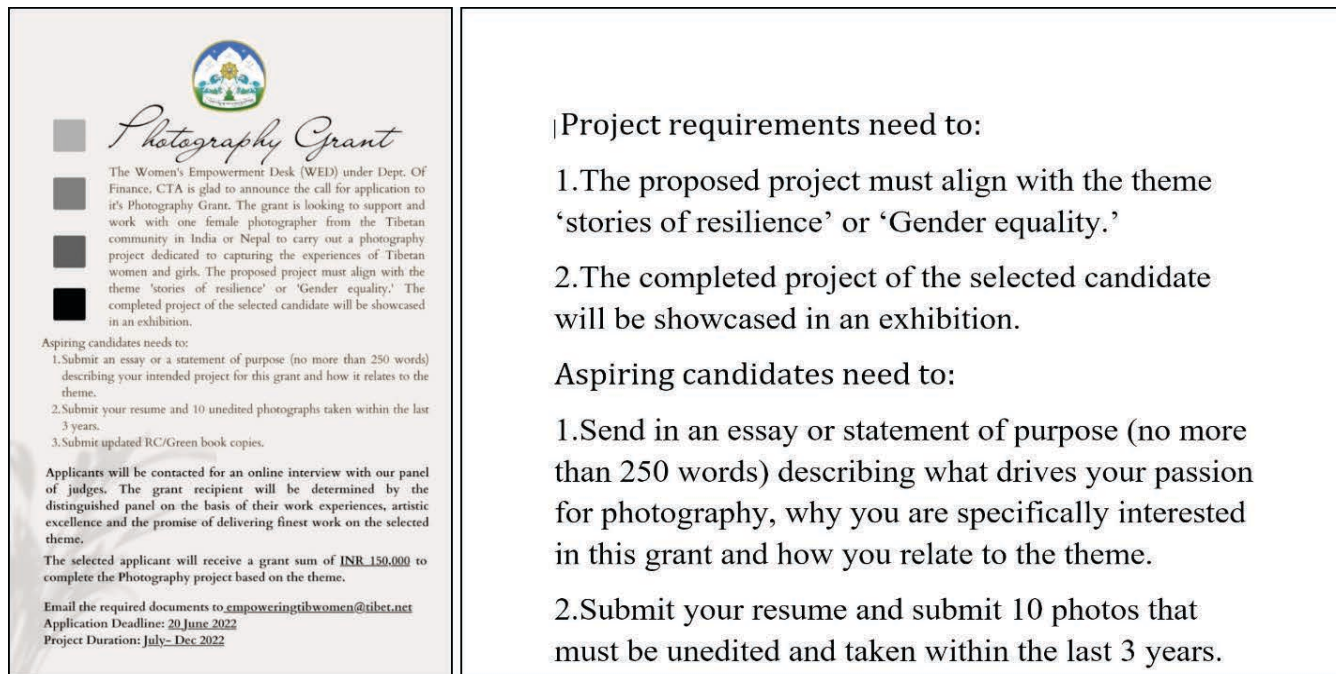 Photography Grant
The Women's Empowerment Desk (WED) under Dept. Of
Finance, CTA is glad to announce the call for application to
it's Photography Grant. The grant is looking to support and
work with one female photographer from the Tibetan
community in India or Nepal to carry out a photography
project dedicated to capturing the experiences of Tibetan
women and girls. The proposed project must align with the
theme 'stories of resilience' or 'Gender equality.' The
completed project of the selected candidate will be showcased
in an exhibition.
Aspiring candidates needs to:
1.Submit an essay or a statement of purpose (no more than 250 words)
describing your intended project for this grant and how it relates to the
theme.
2.Submit your resume and 10 unedited photographs taken within the last
3 years.
3.Submit updated RC/Green book copies.
Applicants will be contacted for an online interview with our panel
of judges. The grant recipient will be determined by the
distinguished panel on the basis of their work experiences, artistic
excellence and the promise of delivering finest work on the selected
theme.
The selected applicant will receive a grant sum of INR 150,000 to
complete the Photography project based on the theme.
Email the required documents to empoweringtibwomen@tibet.net
Application Deadline: 20 June 2022
Project Duration: July– Dec 2022
Project requirements need to:
1.The proposed project must align with the theme
‘stories of resilience’ or ‘Gender equality.’
2.The completed project of the selected candidate
will be showcased in an exhibition.
Aspiring candidates need to:
1.Send in an essay or statement of purpose (no more
than 250 words) describing what drives your passion
for photography, why you are specifically interested
in this grant and how you relate to the theme.
2.Submit your resume and submit 10 photos that
must be unedited and taken within the last 3 years.